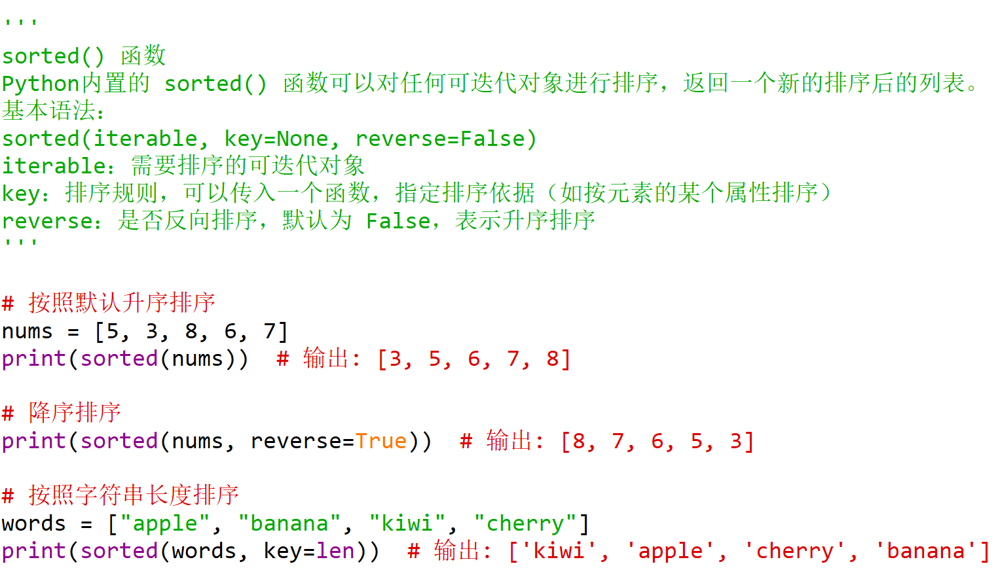 '''
sorted() 函数
Python内置的 sorted() 函数可以对任何可迭代对象进行排序，返回一个新的排序后的列表。
基本语法：
sorted(iterable, key=None, reverse=False)
iterable：需要排序的可迭代对象
key：排序规则，可以传入一个函数，指定排序依据（如按元素的某个属性排序）
reverse：是否反向排序，默认为 False，表示升序排序
'''
# 按照默认升序排序
nums = [5, 3, 8, 6, 7]
print(sorted(nums))  # 输出: [3, 5, 6, 7, 8]
# 降序排序
print(sorted(nums, reverse=True))  # 输出: [8, 7, 6, 5, 3]
# 按照字符串长度排序
words = ["apple", "banana", "kiwi", "cherry"]
print(sorted(words, key=len))  # 输出: ['kiwi', 'apple', 'cherry', 'banana']